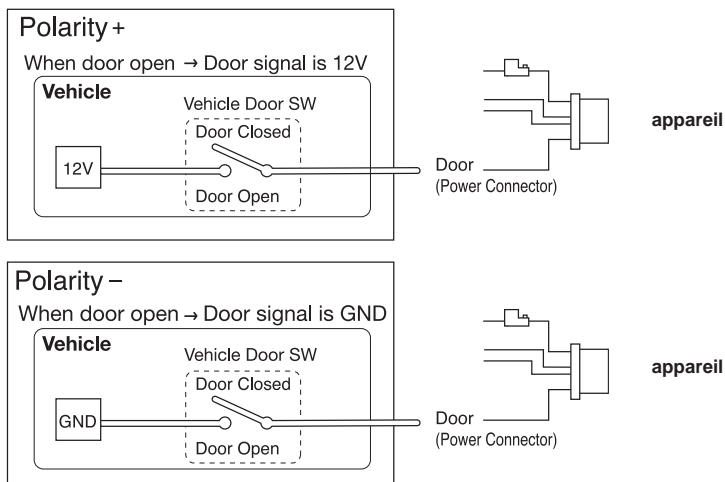 Polarity +
When door open → Door signal is 12V
Vehicle
Vehicle Door SW
Door Closed
12V
Door Open
Door
(Power Connector)
appareil
Polarity –
When door open → Door signal is GND
Vehicle
Vehicle Door SW
Door Closed
GND
Door Open
Door
(Power Connector)
appareil